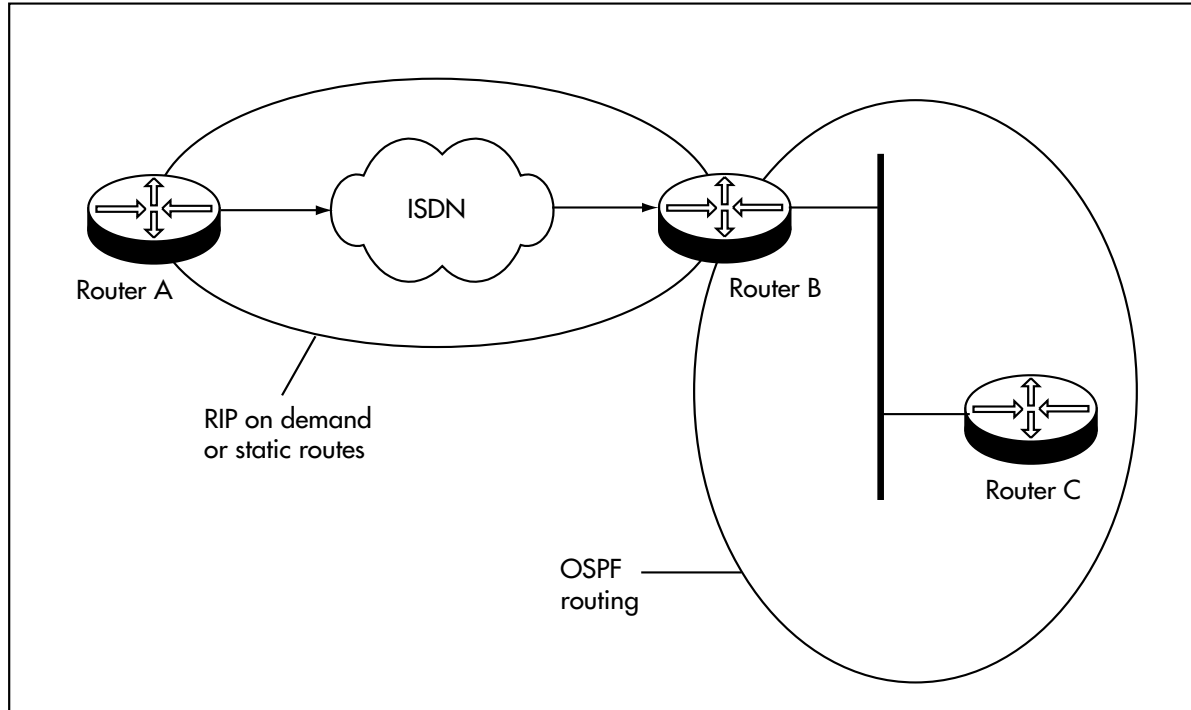 ISDN
Router A
Router B
RIP on demand
or static routes
Router C
OSPF
routing